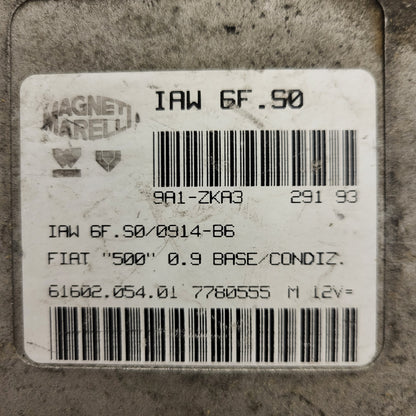 MAGNETI MARELLI
IAW 6F.S0
9A1-ZKA3 291 93
IAW 6F.S0/0914-B6
FIAT "500" 0.9 BASE/CONDIZ.
61602.054.01 7780555 M 12V=